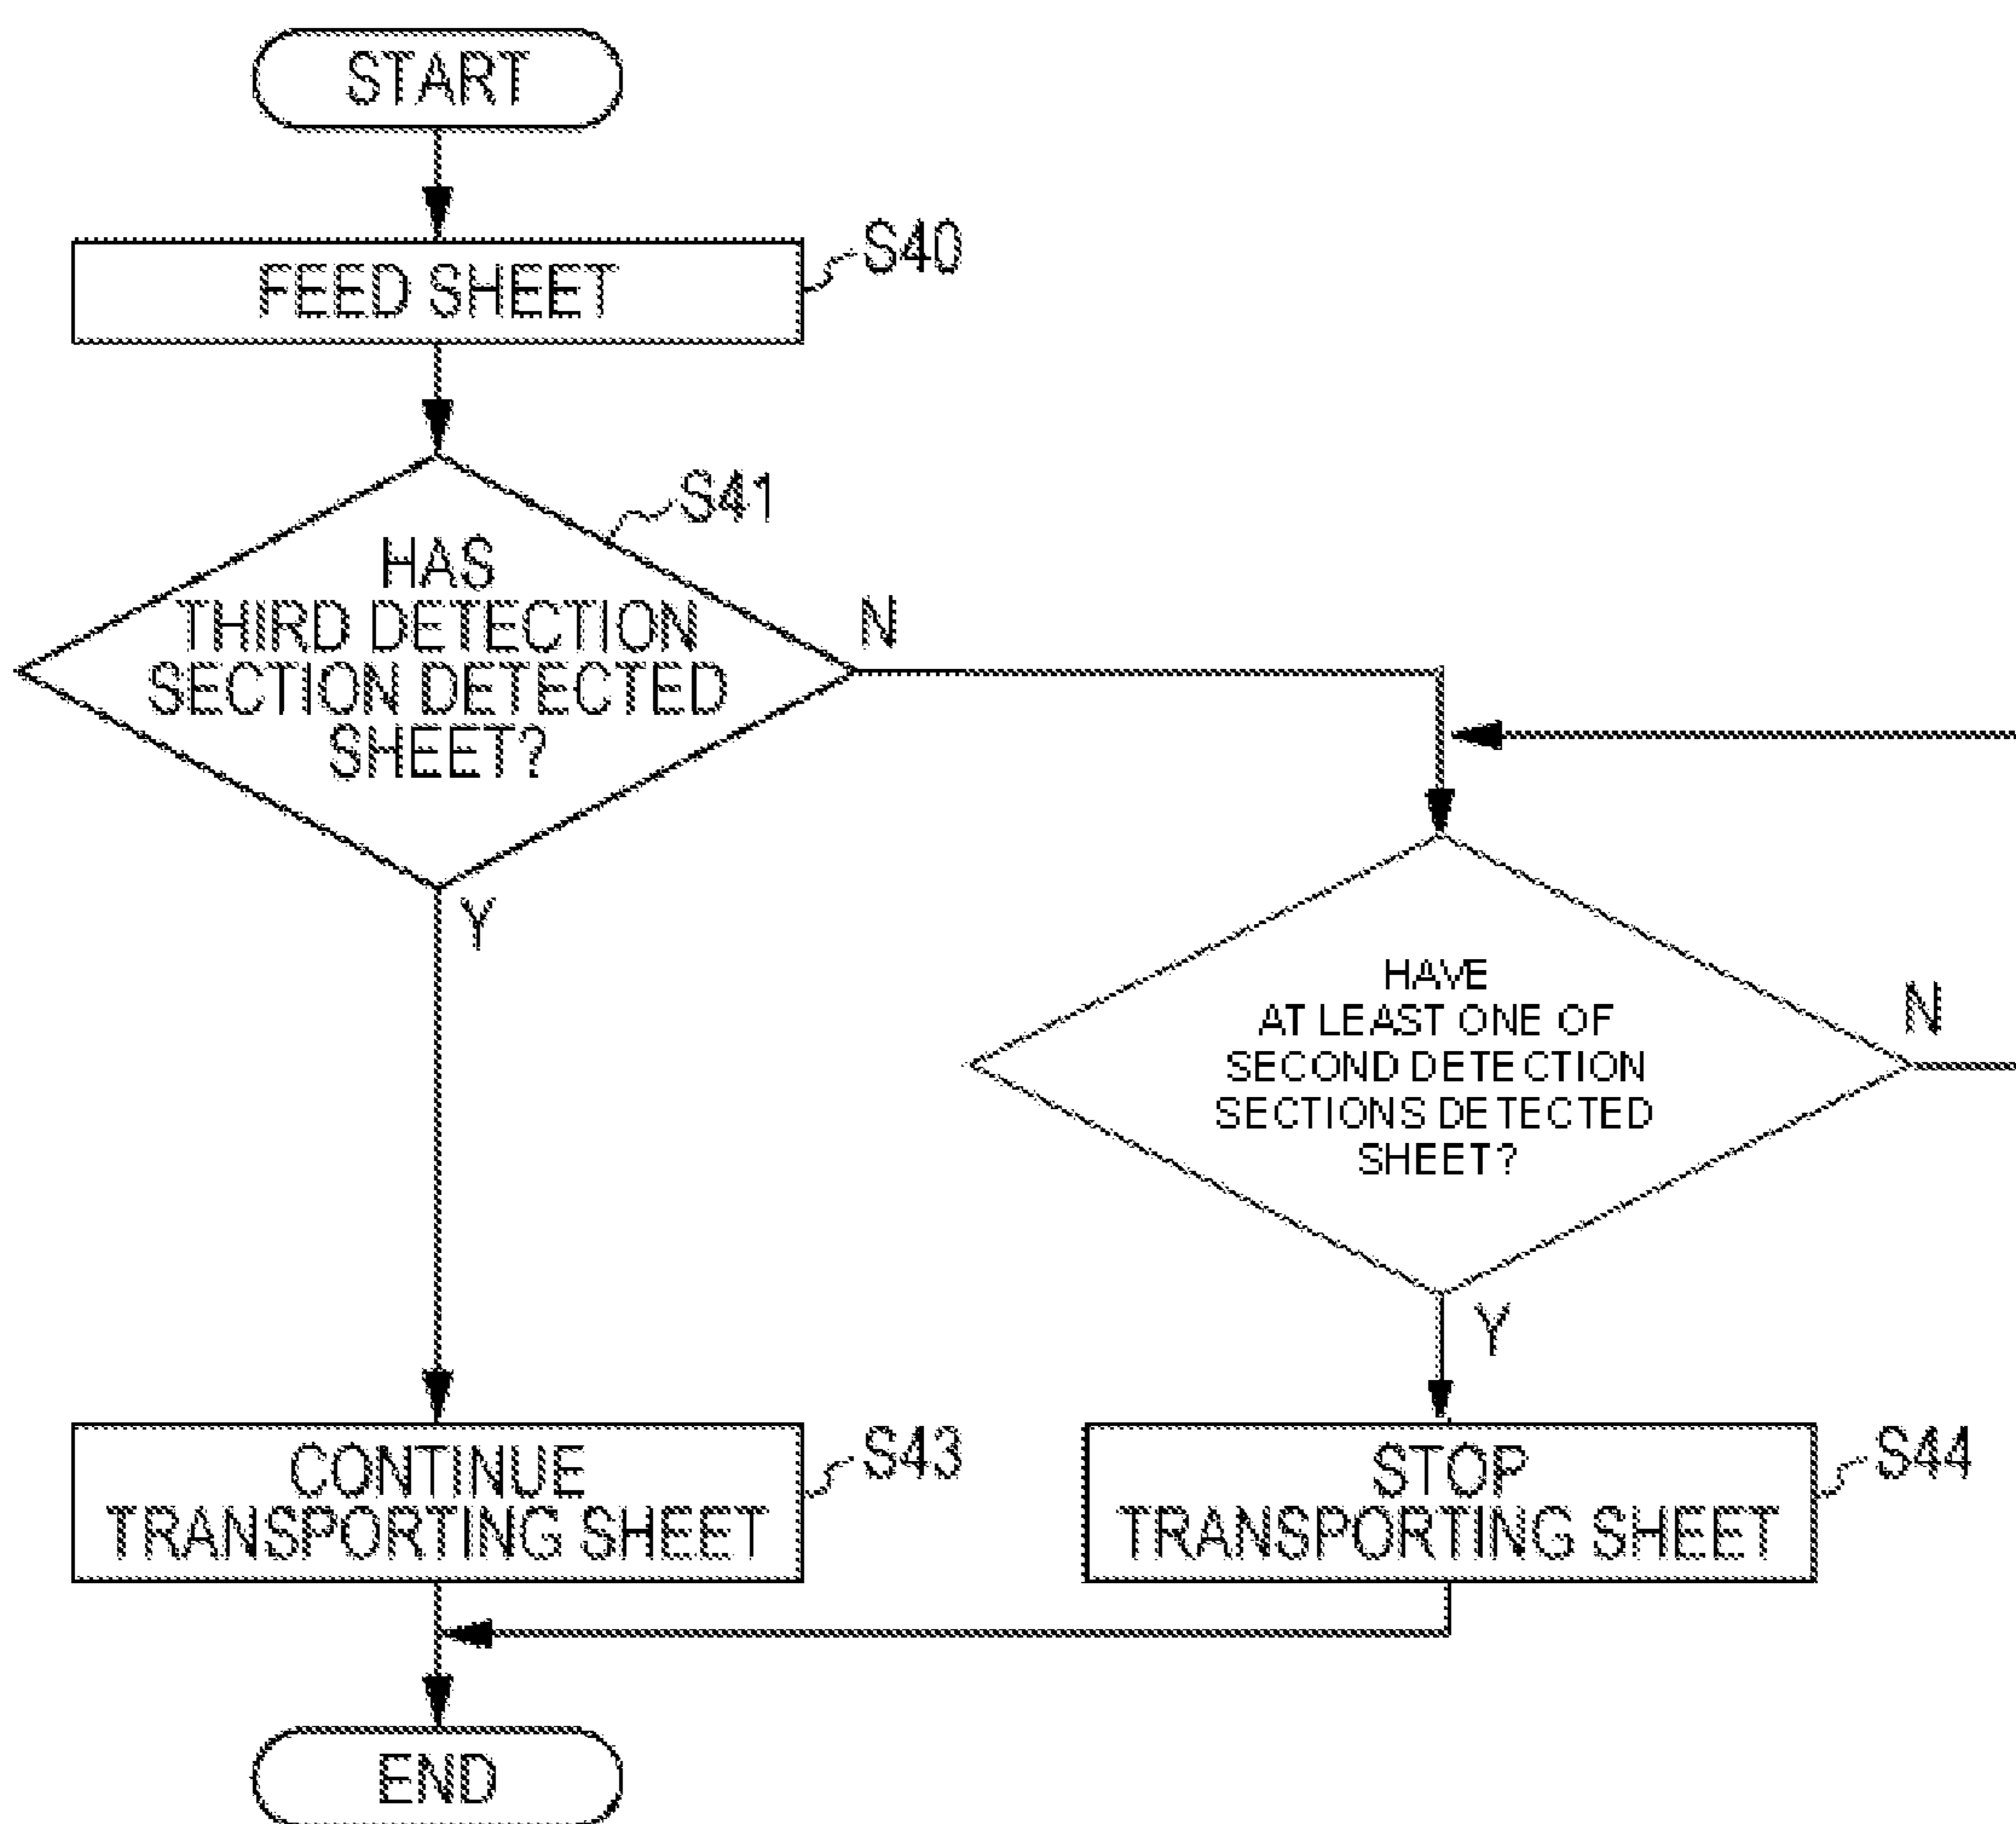 START
FEED SHEET
S40
S41
HAS
THIRD DETECTION
SECTION DETECTED
SHEET?
N
Y
HAVE
AT LEAST ONE OF
SECOND DETECTION
SECTIONS DETECTED
SHEET?
N
Y
CONTINUE
TRANSPORTING SHEET
S43
STOP
TRANSPORTING SHEET
S44
END